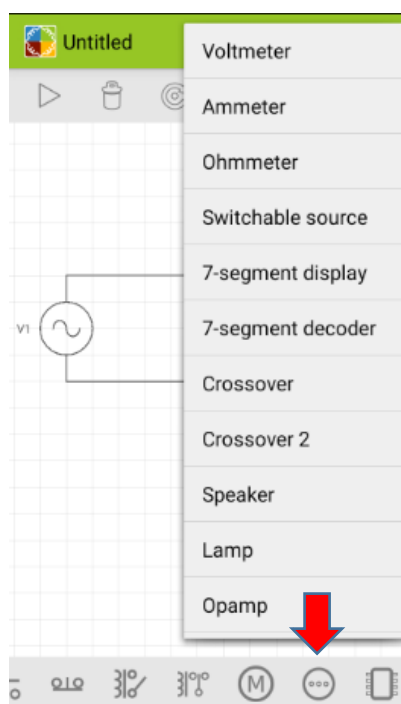 Untitled
Voltmeter
Ammeter
Ohmmeter
Switchable source
7-segment display
7-segment decoder
Crossover
Crossover 2
Speaker
Lamp
Opamp
V1
M